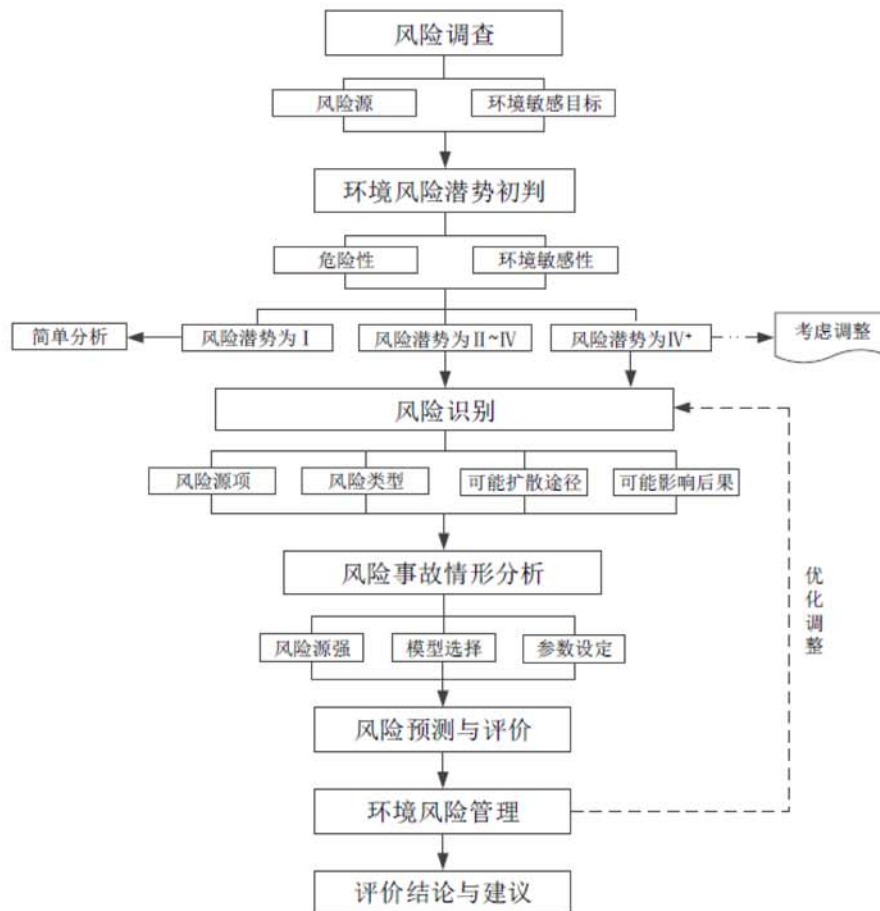 风险调查
风险源 环境敏感目标
环境风险潜势初判
危险性 环境敏感性
简单分析 风险潜势为Ⅰ 风险潜势为Ⅱ~Ⅳ 风险潜势为Ⅳ⁺ 考虑调整
风险识别
风险源项 风险类型 可能扩散途径 可能影响后果
风险事故情形分析
优化调整
风险源强 模型选择 参数设定
风险预测与评价
环境风险管理
评价结论与建议